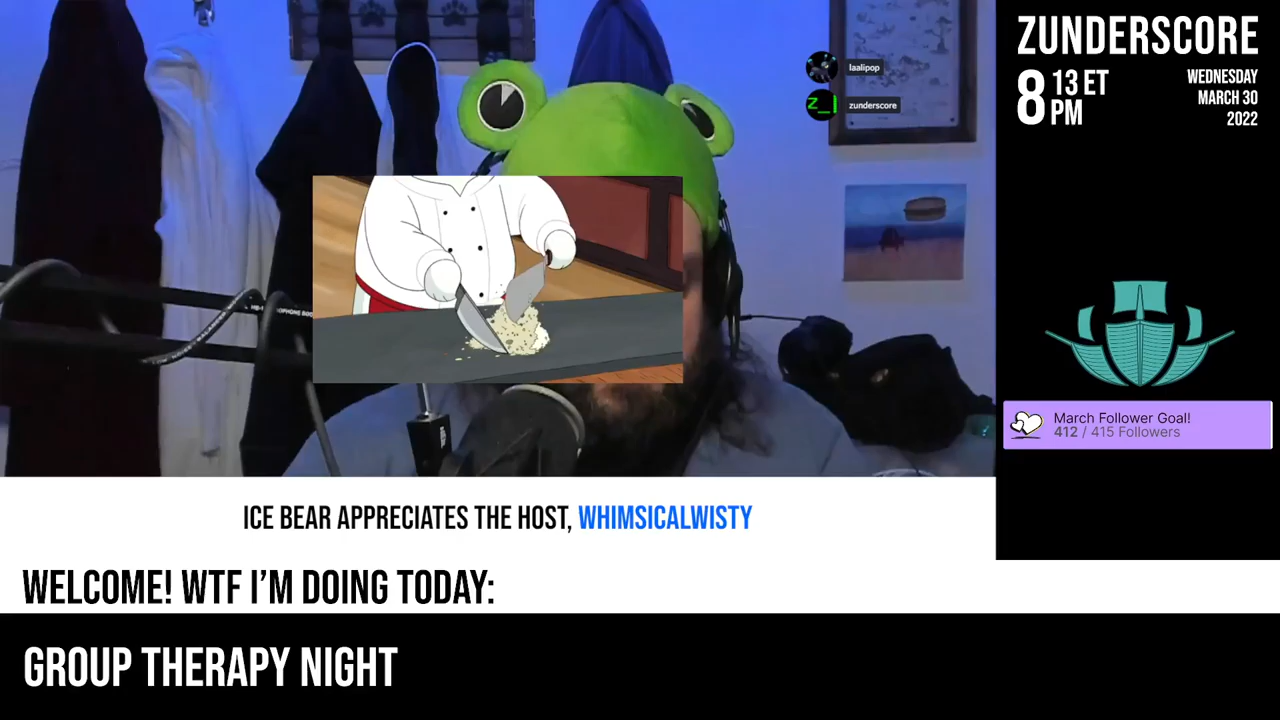 ZUNDERSCORE
8 13 ET
PM
WEDNESDAY
MARCH 30
2022
laalipop
z_
zunderscore
March Follower Goal!
412 / 415 Followers
ICE BEAR APPRECIATES THE HOST, WHIMSICALWISTY
WELCOME! WTF I'M DOING TODAY:
GROUP THERAPY NIGHT